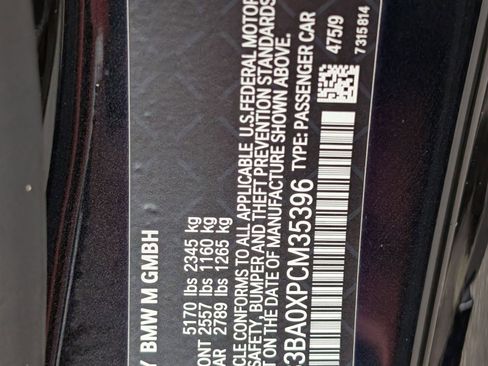 Y BMW M GMBH
5170 lbs 2345 kg
ONT 2557 lbs 1160 kg
AR 2789 lbs 1265 kg
CLE CONFORMS TO ALL APPLICABLE U.S. FEDERAL MOTOR
SAFETY, BUMPER AND THEFT PREVENTION STANDARDS
T ON THE DATE OF MANUFACTURE SHOWN ABOVE.
3BA0XPCM35396 TYPE: PASSENGER CAR
475/9
7315814